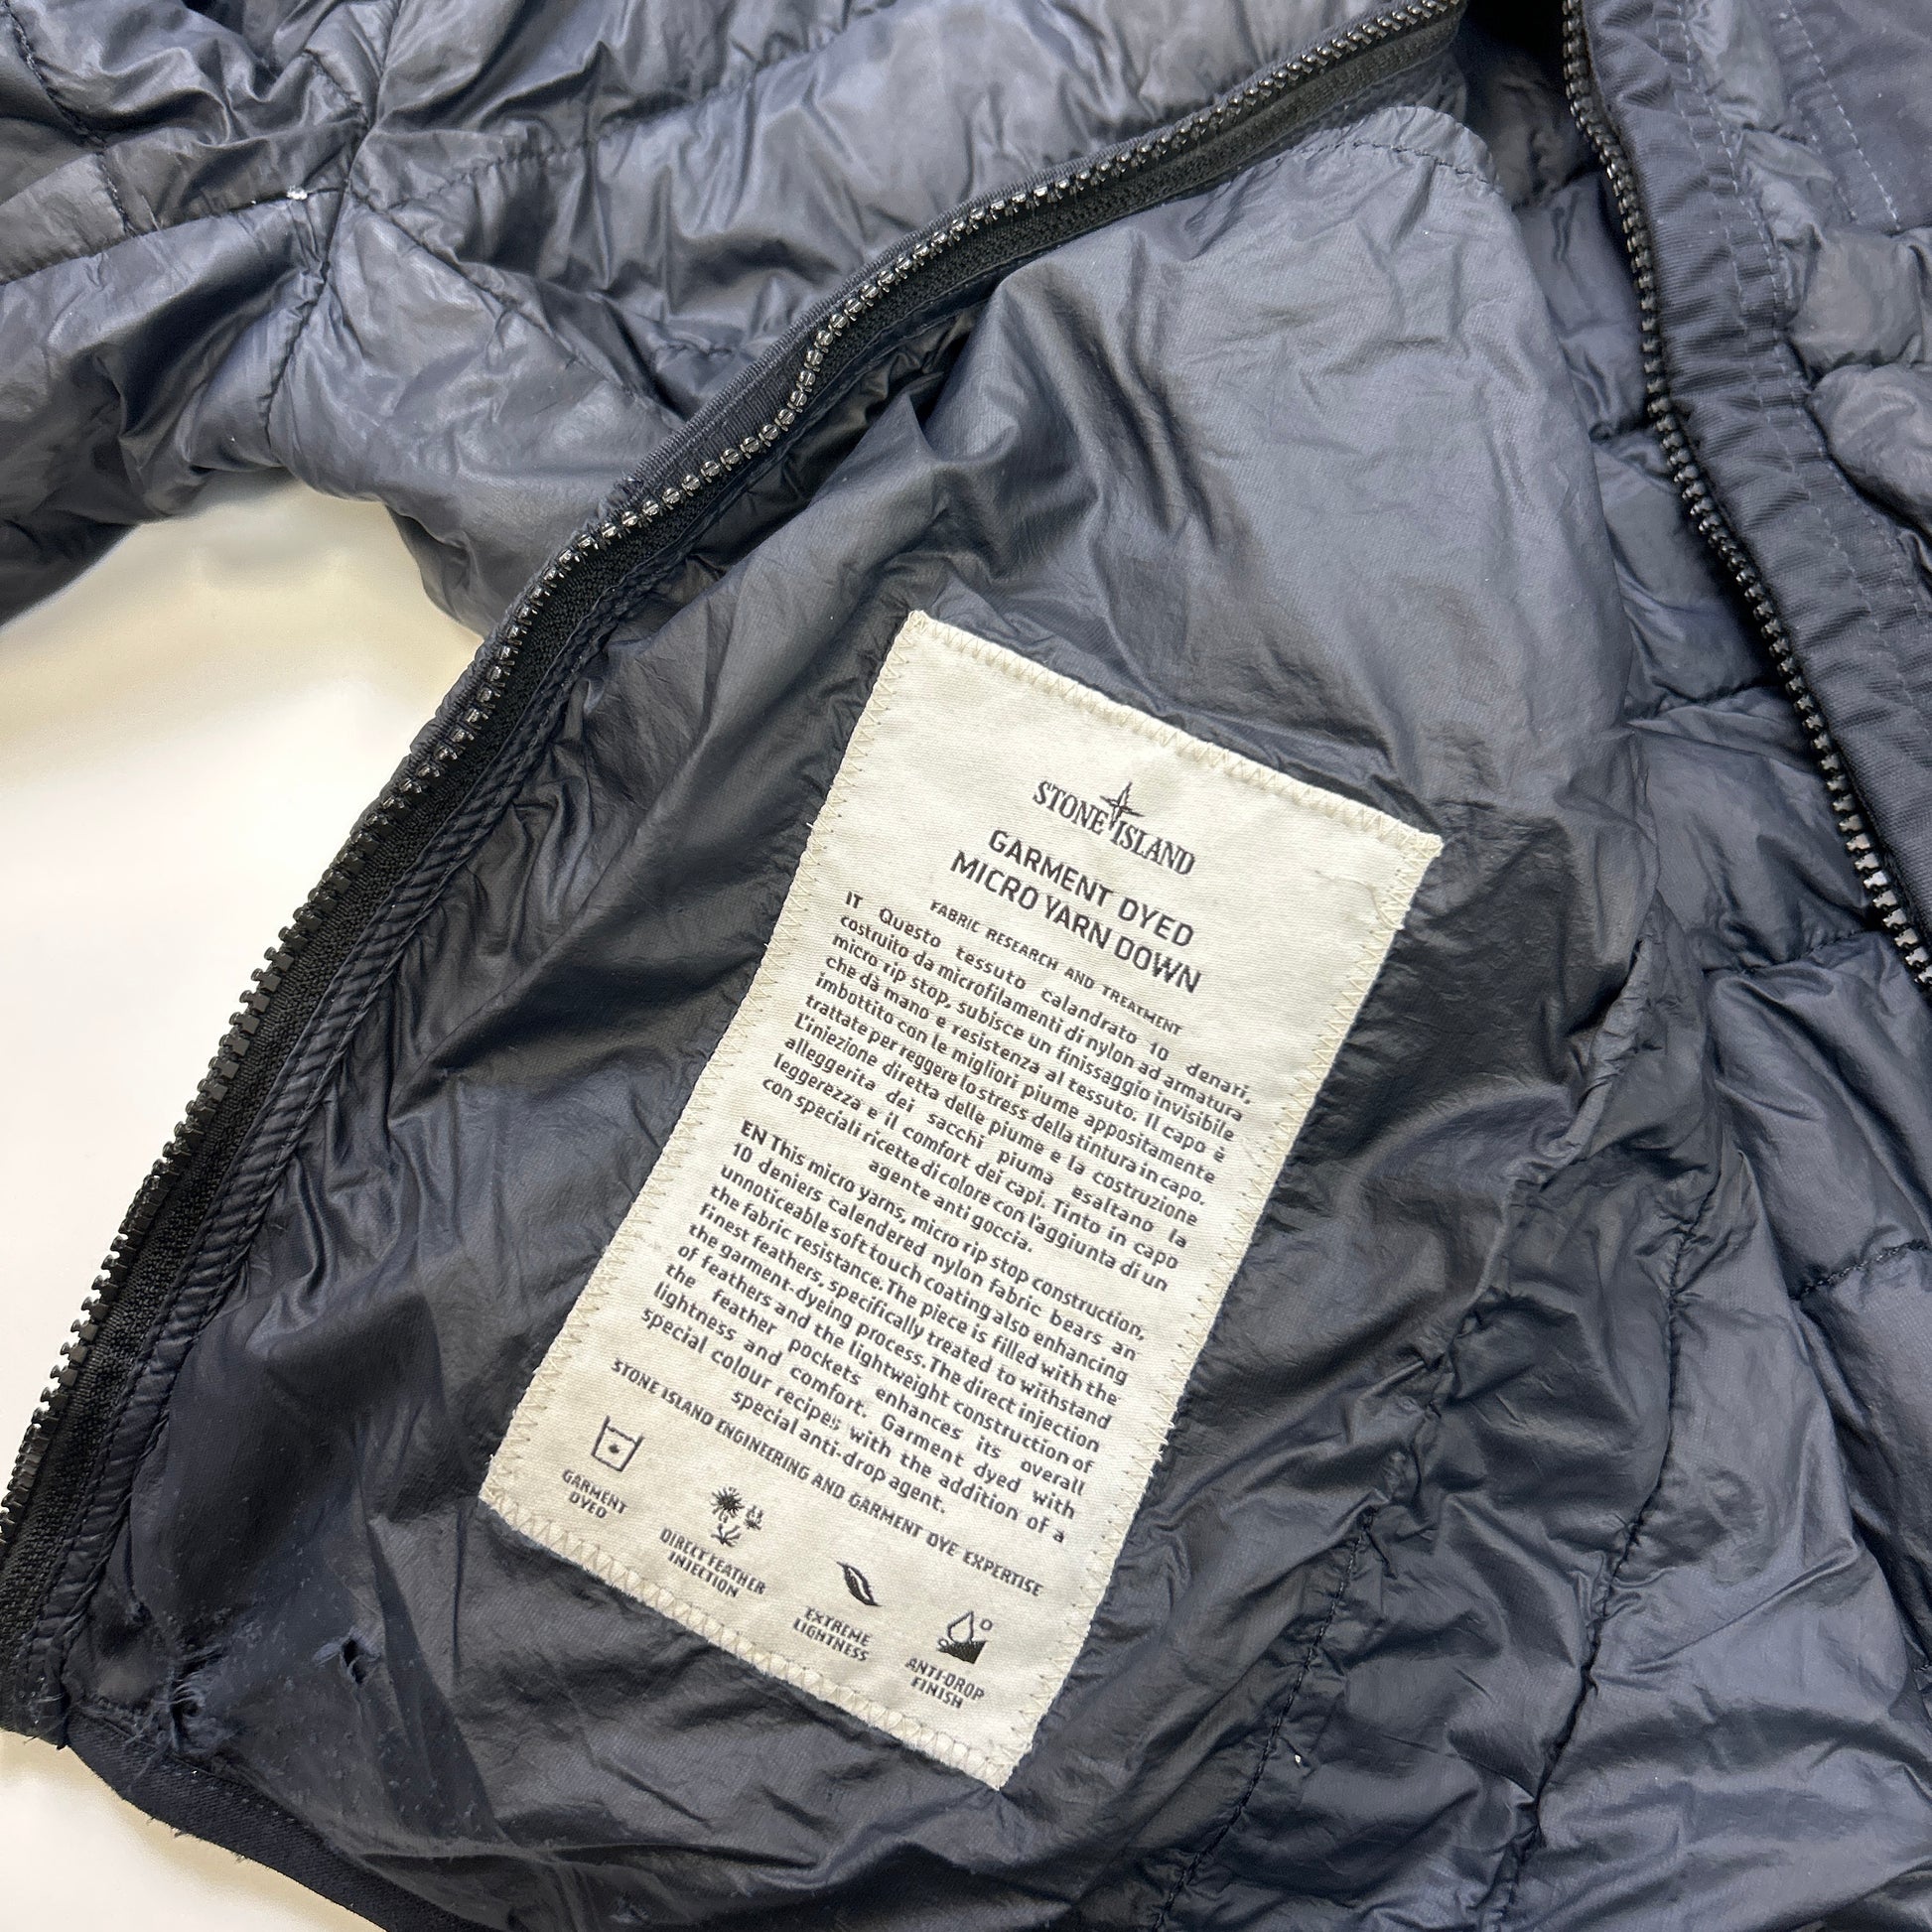 STONE ISLAND
GARMENT DYED
MICRO YARN DOWN
FABRIC RESEARCH AND TREATMENT
IT Questo tessuto calandrato 10 denari,
costruito da microfilamenti di nylon ad armatura
micro rip stop, subisce un finissaggio invisibile
che dà mano e resistenza al tessuto. Il capo è
imbottito con le migliori piume appositamente
trattate per reggere lo stress della tintura in capo.
L'iniezione diretta delle piume e la costruzione
alleggerita dei sacchi piuma esaltano la
leggerezza e il comfort dei capi. Tinto in capo
con speciali ricette di colore con l'aggiunta di un
agente anti goccia.
EN This micro yarns, micro rip stop construction,
10 deniers calendered nylon fabric bears an
unnoticeable soft touch coating also enhancing
the fabric resistance. The piece is filled with the
finest feathers, specifically treated to withstand
the garment-dyeing process. The direct injection
of feathers and the lightweight construction of
the feather pockets enhances its overall
lightness and comfort. Garment dyed with
special colour recipes with the addition of a
special anti-drop agent.
STONE ISLAND ENGINEERING AND GARMENT DYE EXPERTISE
GARMENT
DYED
DIRECT FEATHER
INJECTION
EXTREME
LIGHTNESS
ANTI-DROP
FINISH